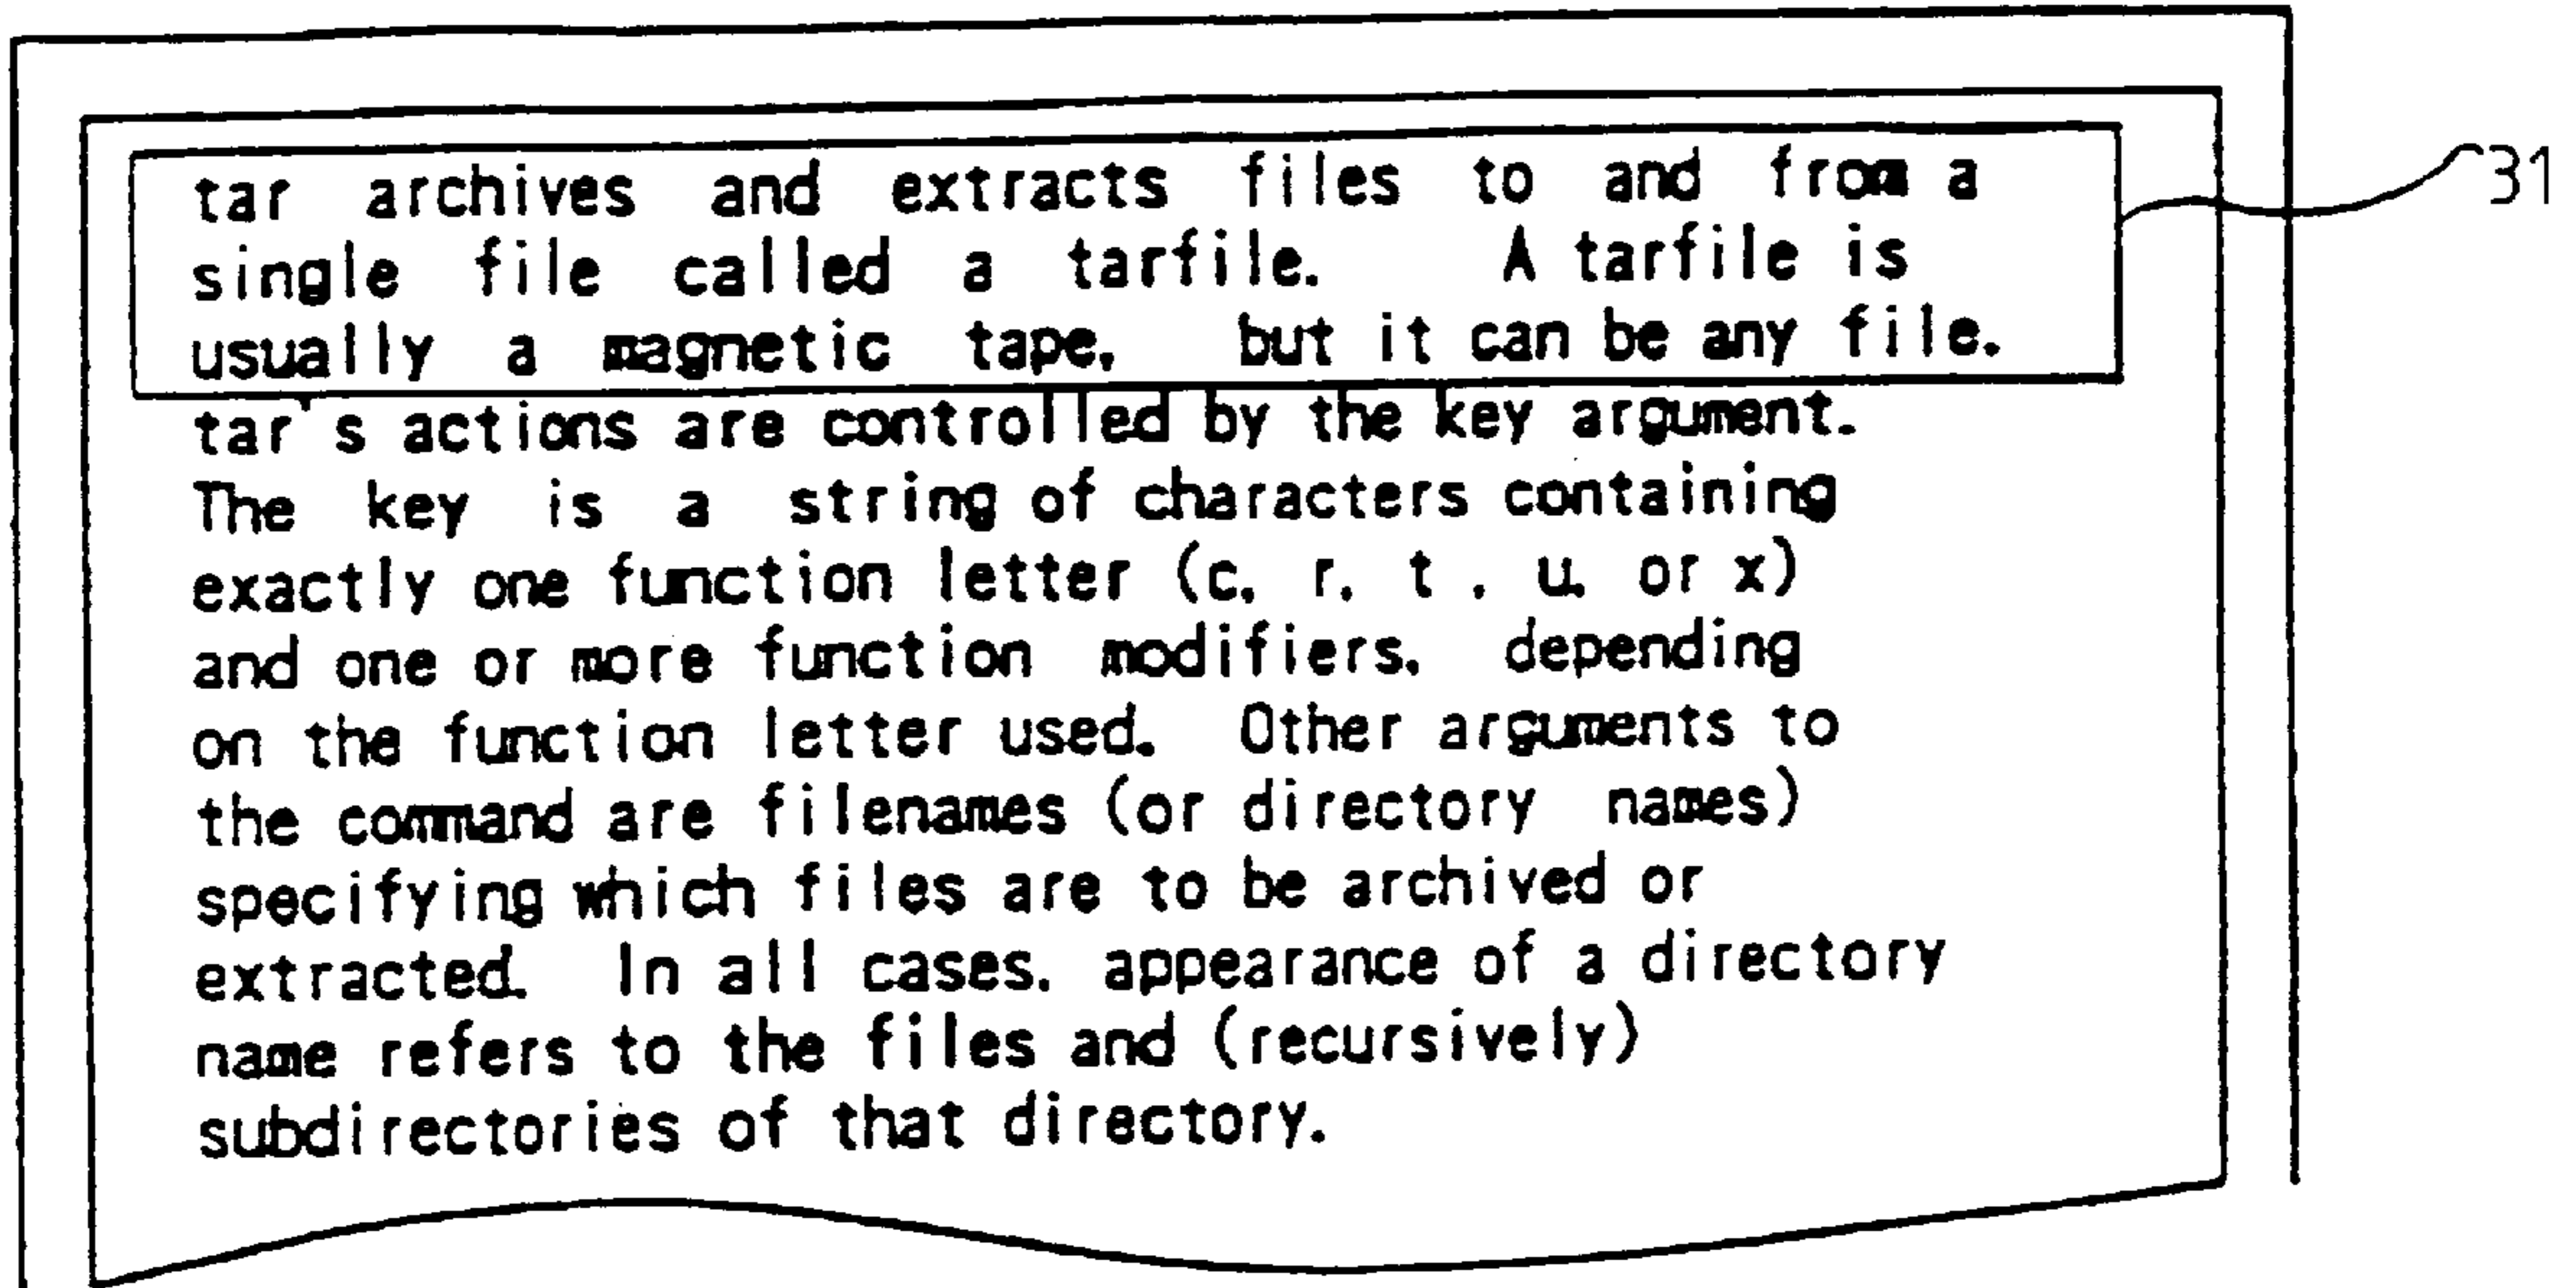 tar archives and extracts files to and from a
single file called a tarfile. A tarfile is
usually a magnetic tape, but it can be any file.
31
tar's actions are controlled by the key argument.
The key is a string of characters containing
exactly one function letter (c, r, t , u, or x)
and one or more function modifiers, depending
on the function letter used. Other arguments to
the command are filenames (or directory names)
specifying which files are to be archived or
extracted. In all cases, appearance of a directory
name refers to the files and (recursively)
subdirectories of that directory.